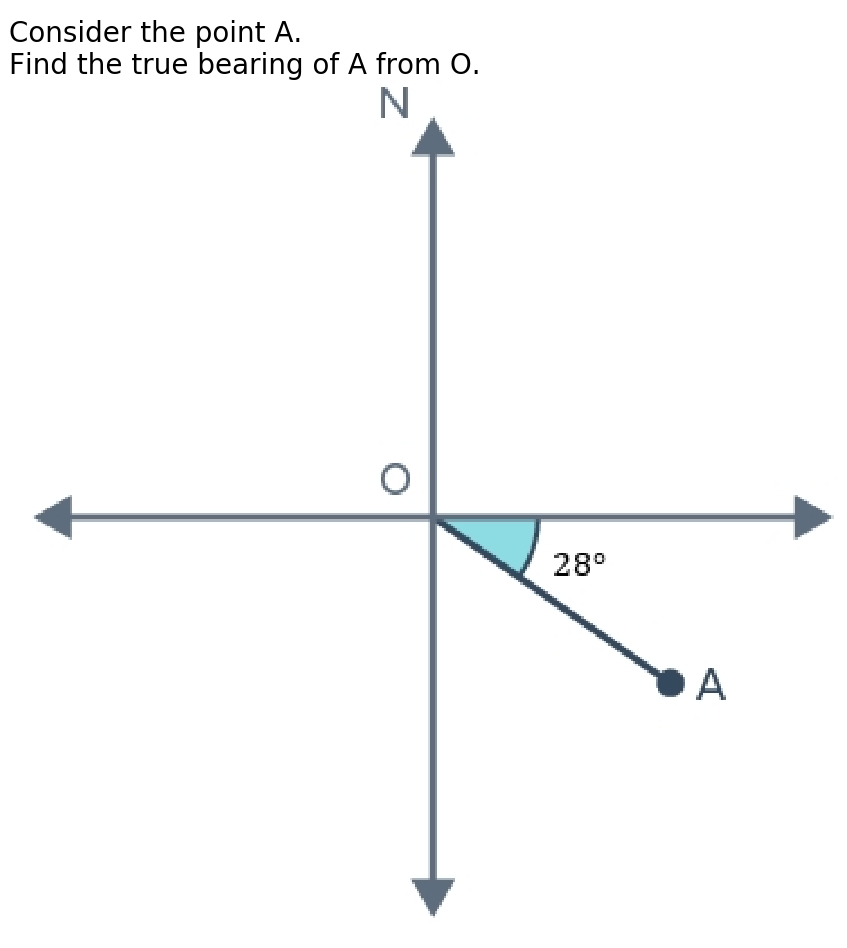 Consider the point A.
Find the true bearing of A from O.
N
O
28°
A